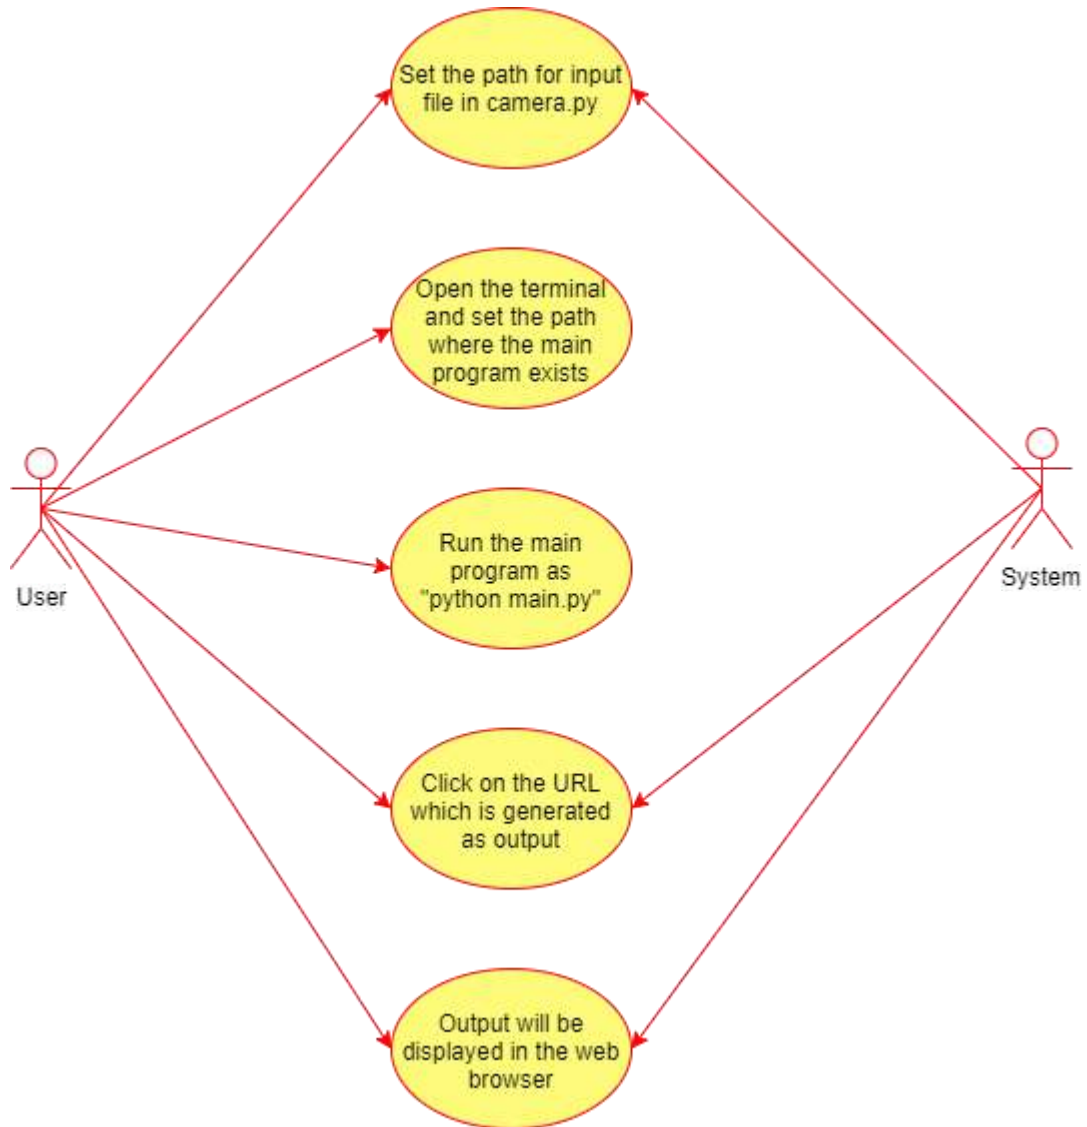 Set the path for input
file in camera.py
Open the terminal
and set the path
where the main
program exists
Run the main
program as
"python main.py"
User
System
Click on the URL
which is generated
as output
Output will be
displayed in the web
browser